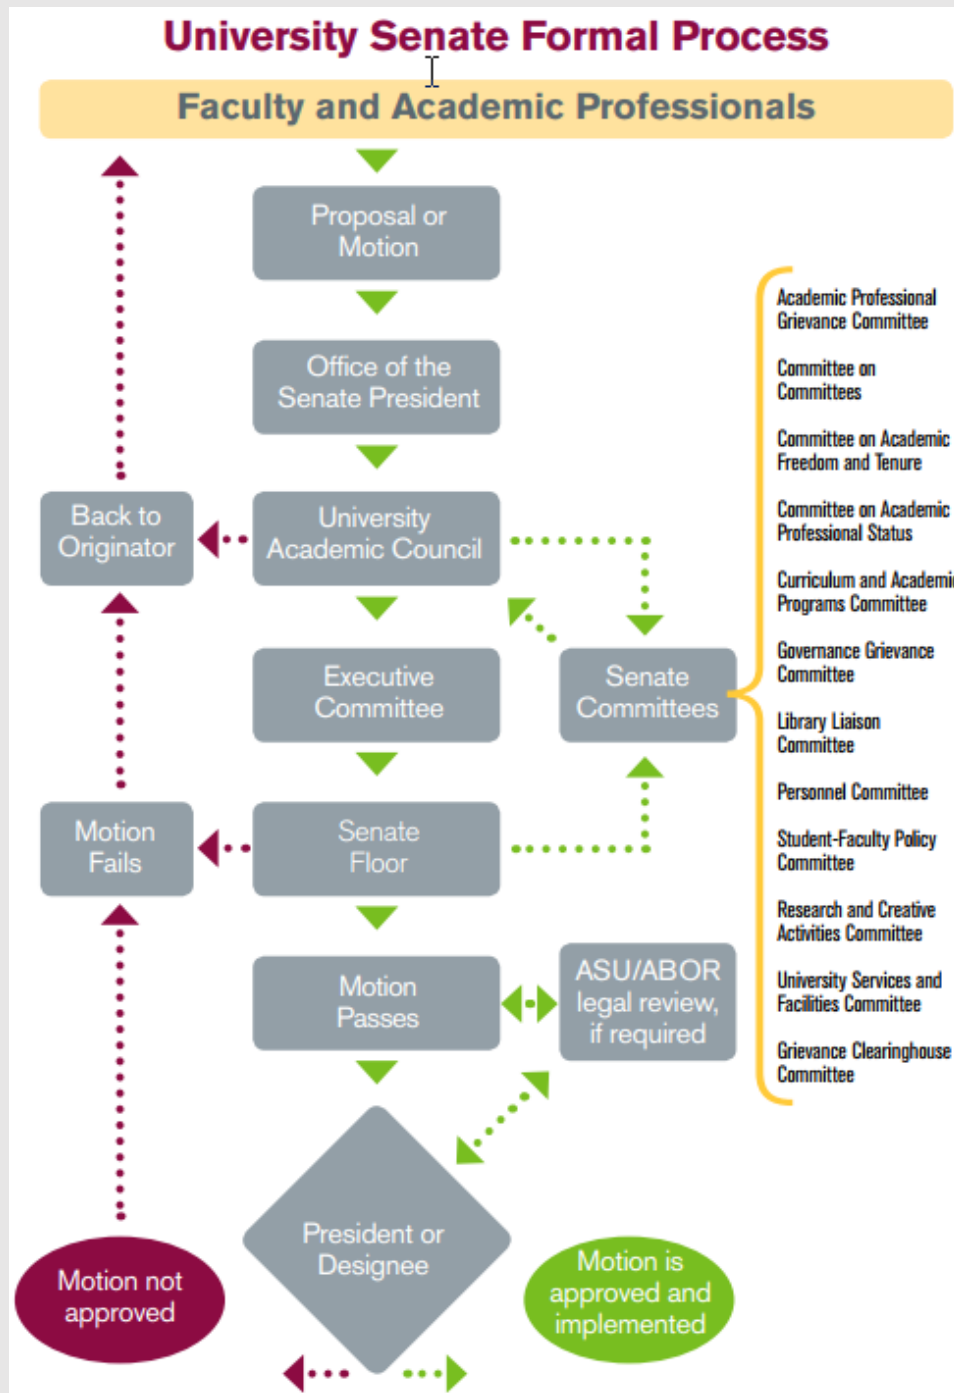 University Senate Formal Process
Faculty and Academic Professionals
Proposal or
Motion
Office of the
Senate President
Back to
Originator
University
Academic Council
Executive
Committee
Senate
Committees
Motion
Fails
Senate
Floor
Motion
Passes
ASU/ABOR
legal review,
if required
President or
Designee
Motion not
approved
Motion is
approved and
implemented
Academic Professional
Grievance Committee
Committee on
Committees
Committee on Academic
Freedom and Tenure
Committee on Academic
Professional Status
Curriculum and Academic
Programs Committee
Governance Grievance
Committee
Library Liaison
Committee
Personnel Committee
Student-Faculty Policy
Committee
Research and Creative
Activities Committee
University Services and
Facilities Committee
Grievance Clearinghouse
Committee